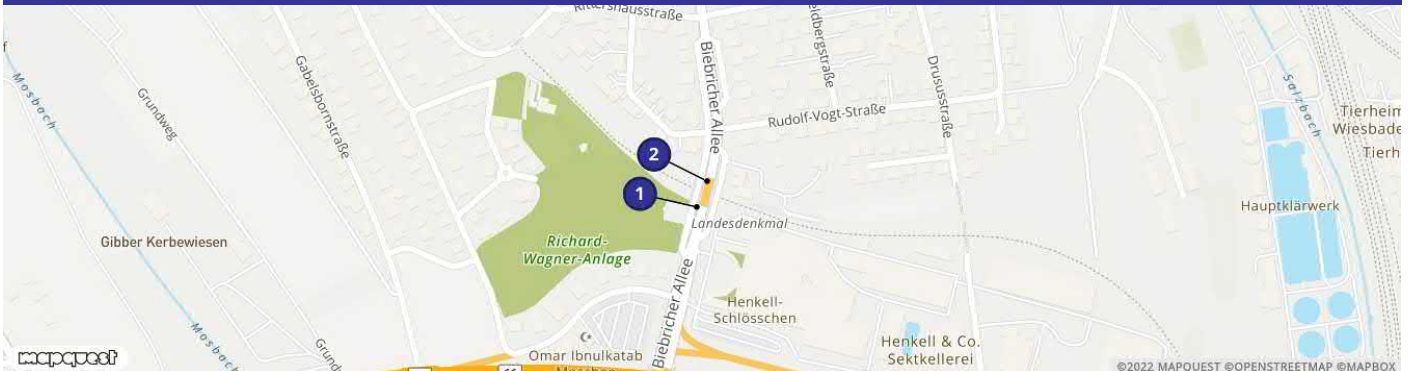 Rittershausstraße
Biebricher Allee
Drususstraße
Gabelsbornstraße
Grundweg
Mosbach
Salzbach
Tierheim
Wiesbade
Tierh
Rudolf-Vogt-Straße
2
1
Landesdenkmal
Hauptklärwerk
Gibber Kerbewiesen
Richard-
Wagner-Anlage
Biebricher Allee
Henkell-
Schlösschen
Mosbach
Henkell & Co.
Sektkellerei
Omar Ibnulkatab
mapquest
©2022 MAPQUEST ©OPENSTREETMAP ©MAPBOX